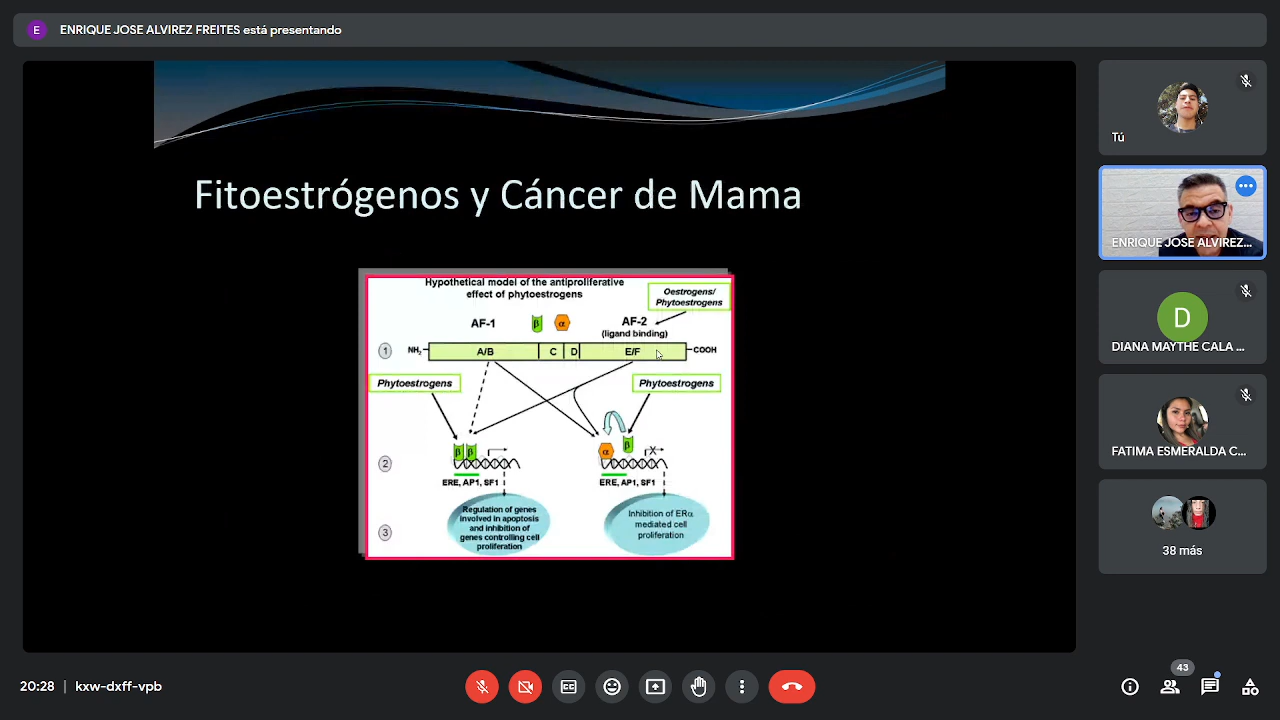 E
ENRIQUE JOSE ALVIREZ FREITES está presentando
Fitoestrógenos y Cáncer de Mama
Hypothetical model of the antiproliferative
effect of phytoestrogens
Oestrogens/
Phytoestrogens
AF-1
β
α
AF-2
(ligand binding)
1
NH2
A/B
C
D
E/F
COOH
Phytoestrogens
Phytoestrogens
β
β
α
β
X
2
ERE, AP1, SF1
ERE, AP1, SF1
3
Regulation of genes
involved in apoptosis
and inhibition of
genes controlling cell
proliferation
Inhibition of ERα
mediated cell
proliferation
Tú
ENRIQUE JOSE ALVIREZ...
D
DIANA MAYTHE CALA ...
FATIMA ESMERALDA C...
38 más
20:28 | kxw-dxff-vpb
43